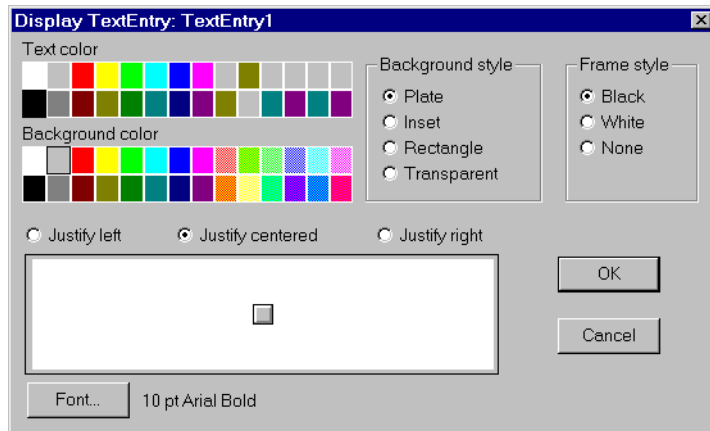 Display TextEntry: TextEntry1
Text color
Background color
Background style
Plate
Inset
Rectangle
Transparent
Frame style
Black
White
None
Justify left
Justify centered
Justify right
OK
Cancel
Font...
10 pt Arial Bold